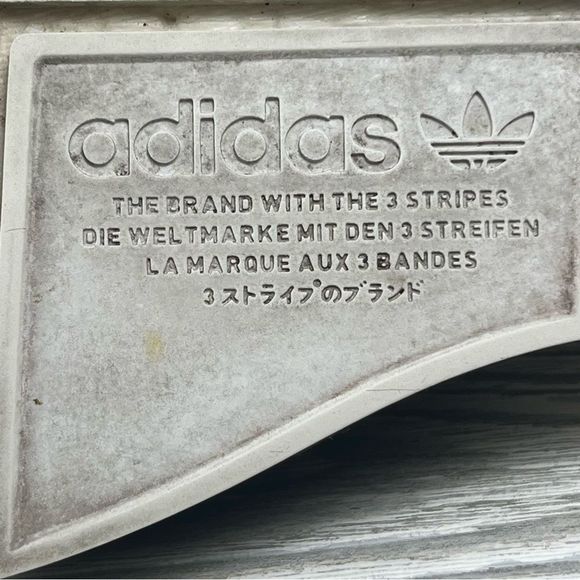 adidas
THE BRAND WITH THE 3 STRIPES
DIE WELTMARKE MIT DEN 3 STREIFEN
LA MARQUE AUX 3 BANDES
3ストライプのブランド